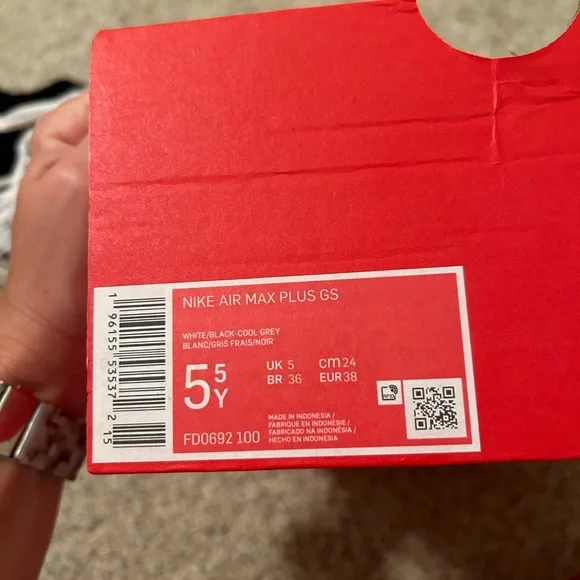 NIKE AIR MAX PLUS GS
WHITE/BLACK-COOL GREY
BLANC/GRIS FRAIS/NOIR
5.5 Y
UK 5 cm 24
BR 36 EUR 38
FD0692 100
MADE IN INDONESIA /
FABRIQUE EN INDONÉSIE /
FABRICADO NA INDONÉSIA /
HECHO EN INDONESIA
RFID
1 96155 53537 2 15